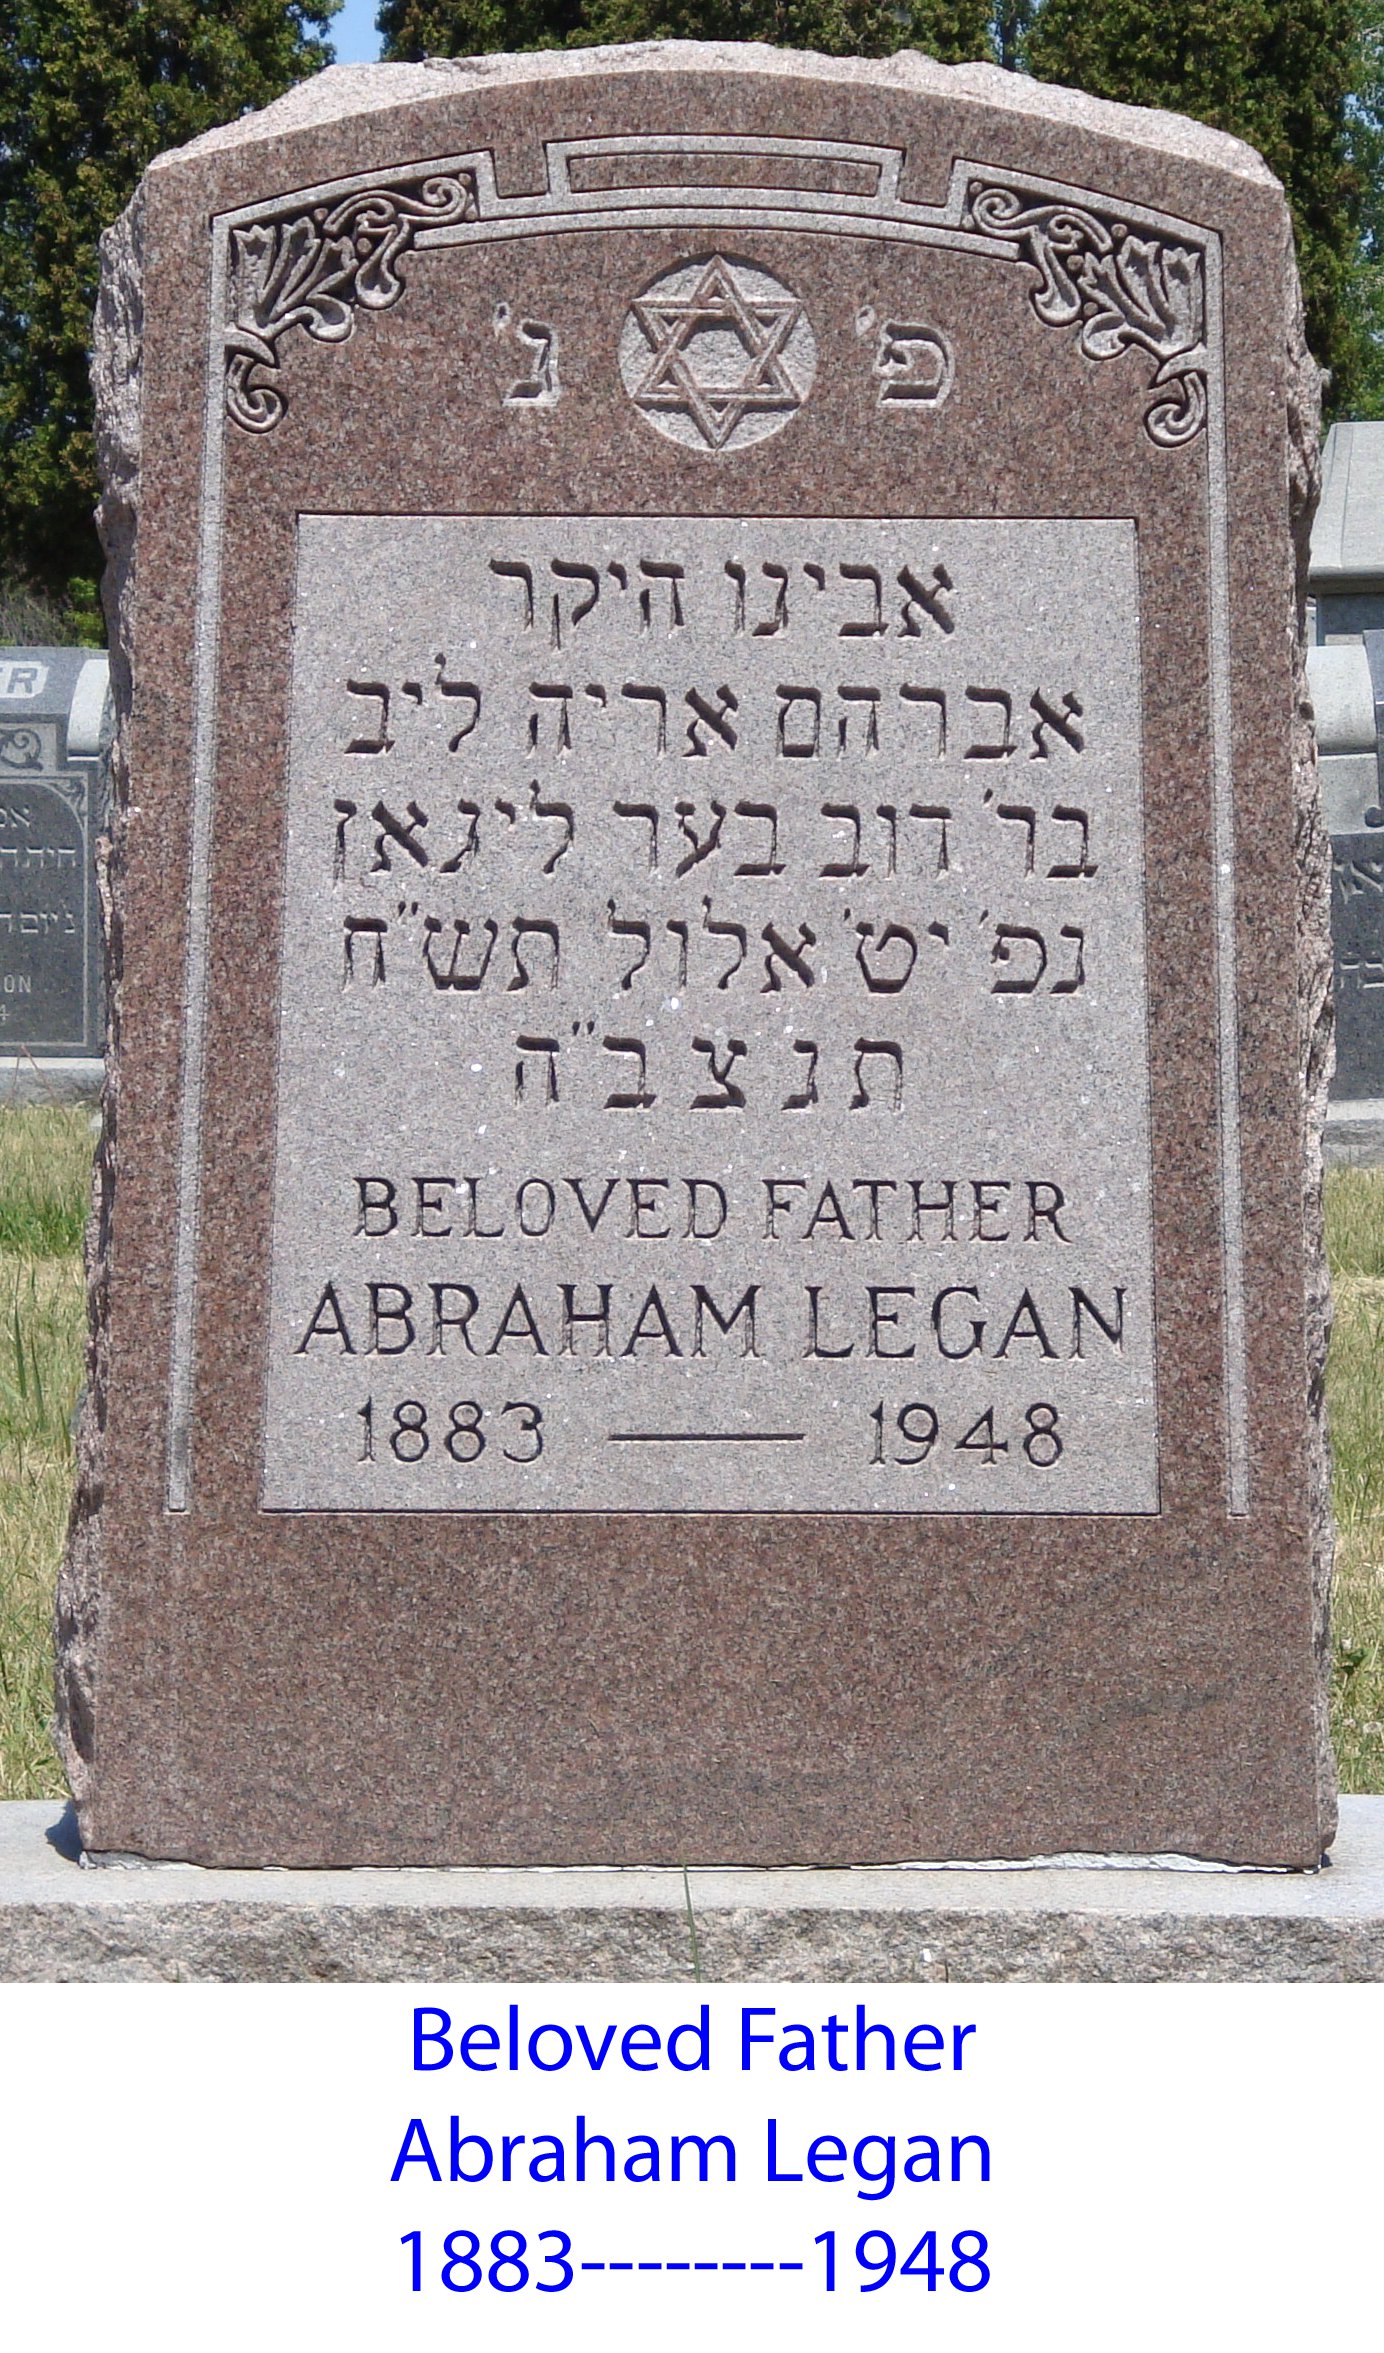 פ' נ'
אבינו היקר
אברהם אריה ליב
בר' דוב בער ליגאן
נפ' יט' אלול תש"ח
ת נ צ ב"ה
BELOVED FATHER
ABRAHAM LEGAN
1883 — 1948
Beloved Father
Abraham Legan
1883--------1948